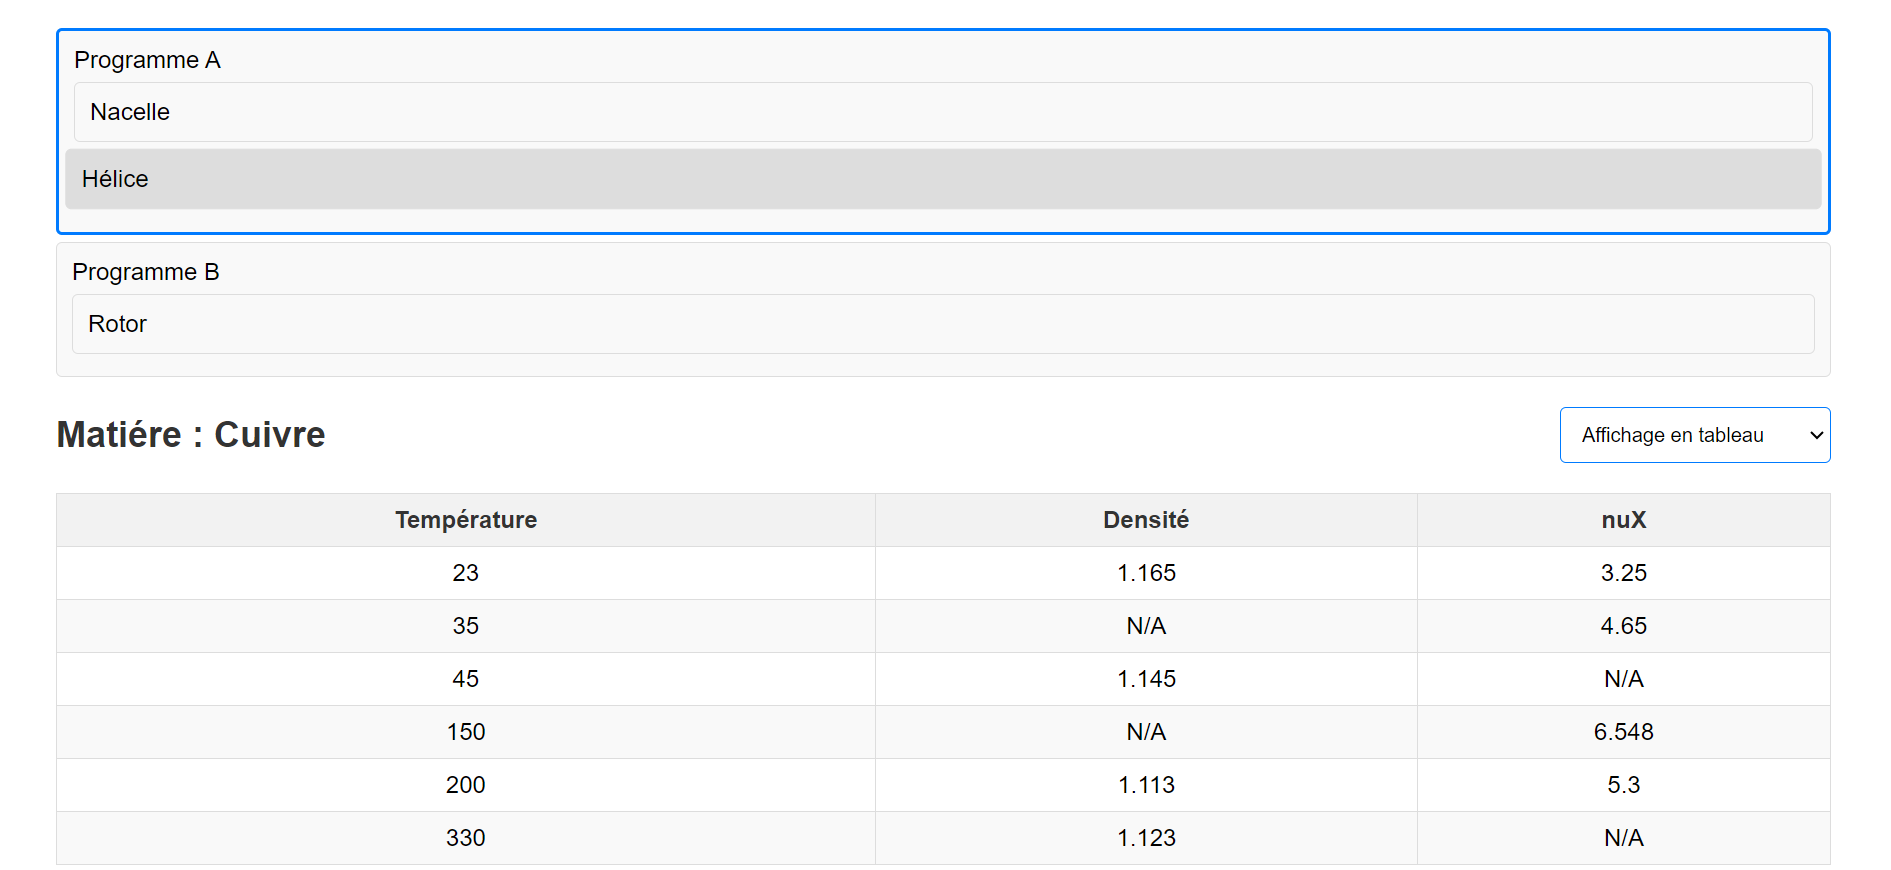 Programme A
Nacelle
Hélice
Programme B
Rotor
Matiére : Cuivre
Affichage en tableau
Température Densité nuX
23 1.165 3.25
35 N/A 4.65
45 1.145 N/A
150 N/A 6.548
200 1.113 5.3
330 1.123 N/A